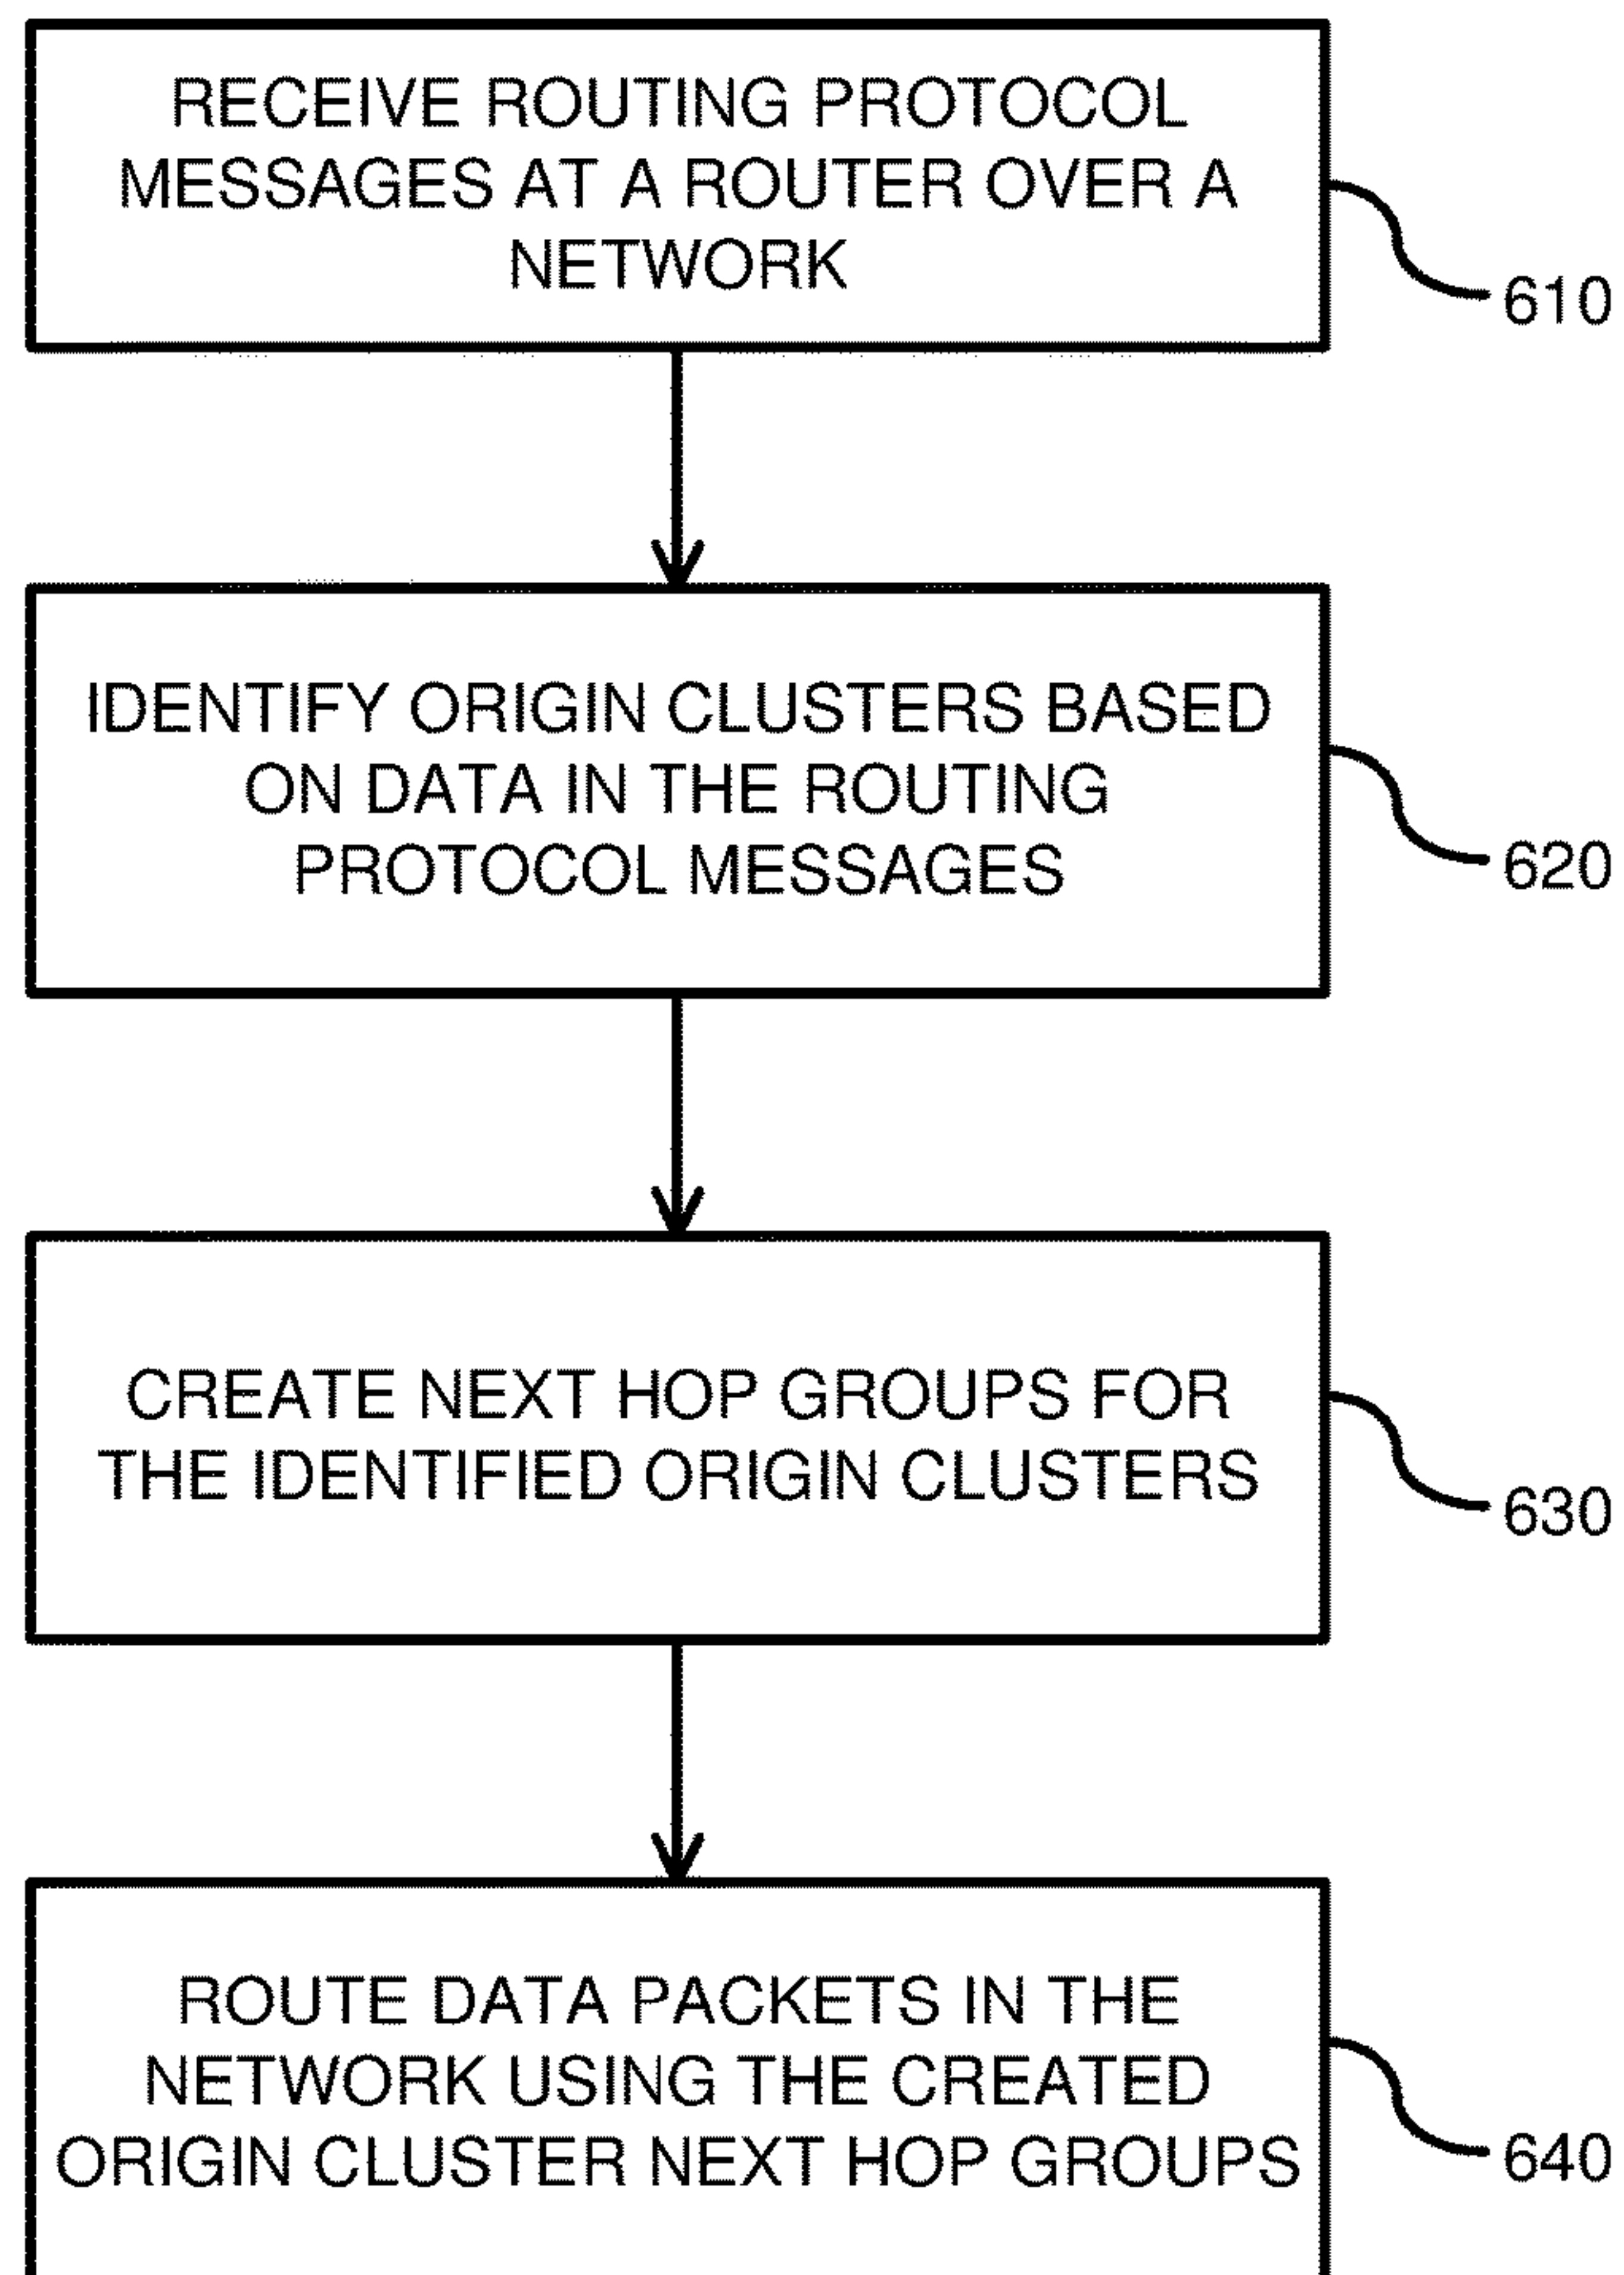 RECEIVE ROUTING PROTOCOL
MESSAGES AT A ROUTER OVER A
NETWORK
610
IDENTIFY ORIGIN CLUSTERS BASED
ON DATA IN THE ROUTING
PROTOCOL MESSAGES
620
CREATE NEXT HOP GROUPS FOR
THE IDENTIFIED ORIGIN CLUSTERS
630
ROUTE DATA PACKETS IN THE
NETWORK USING THE CREATED
ORIGIN CLUSTER NEXT HOP GROUPS
640